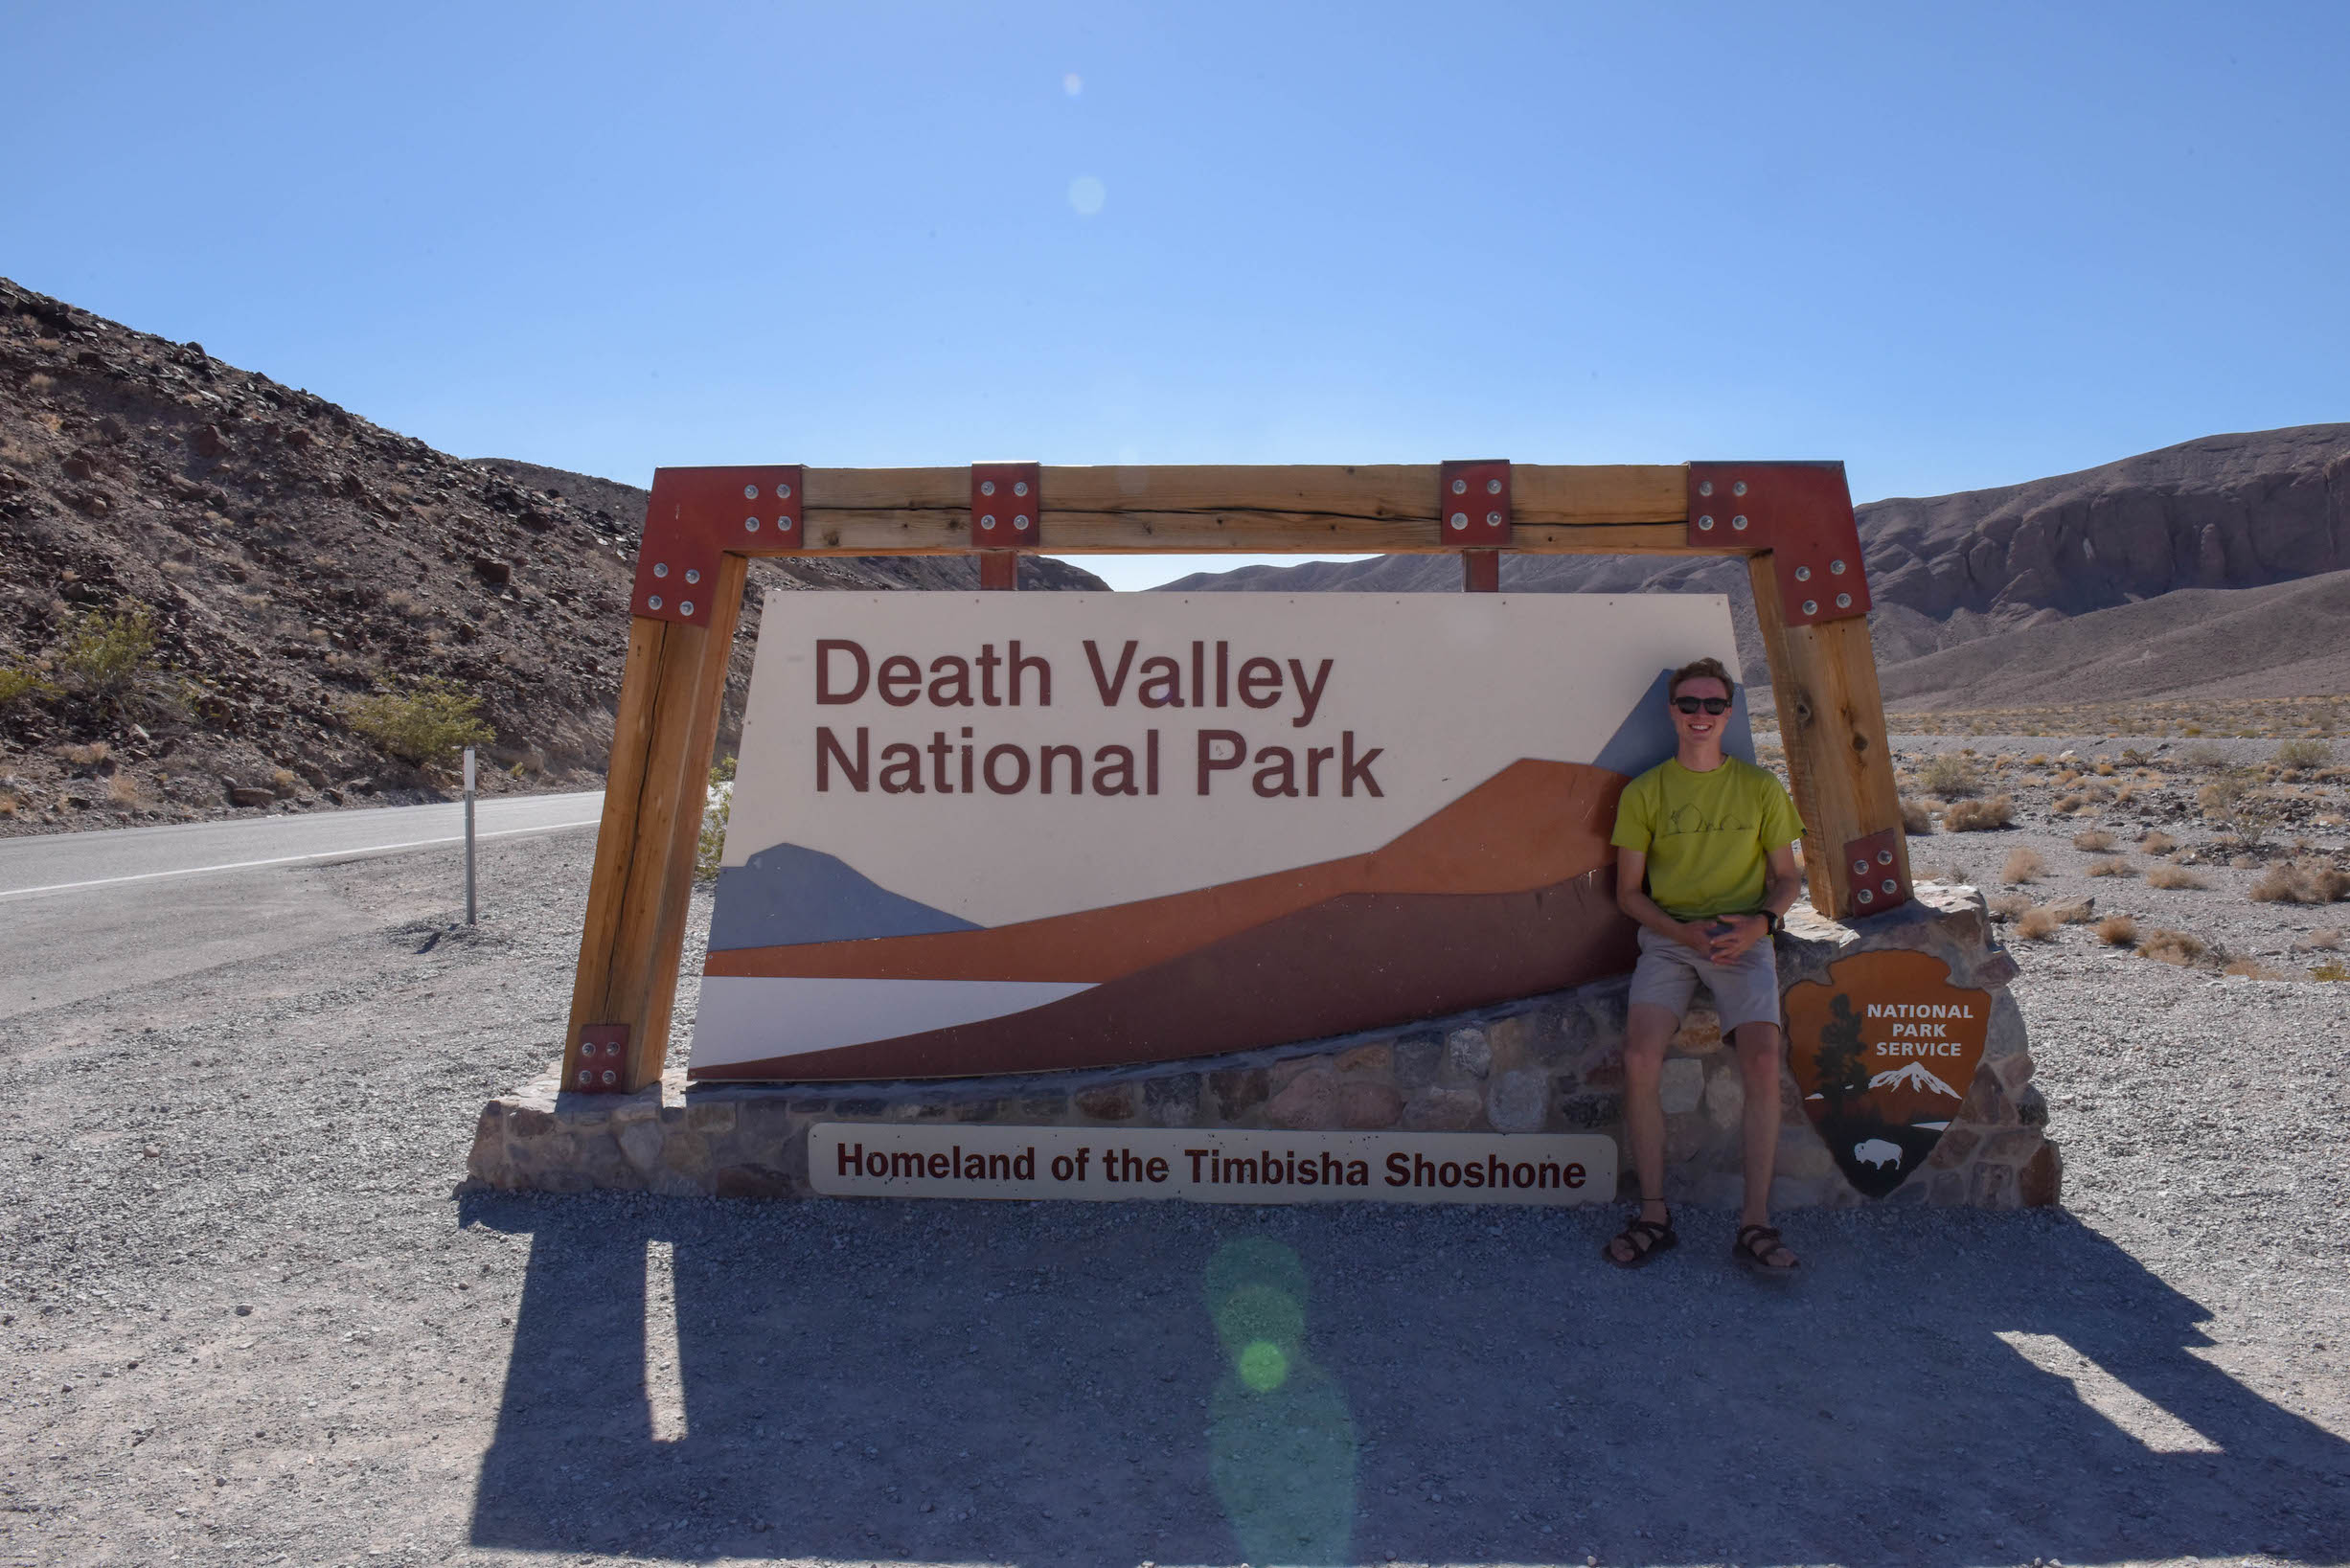 Death Valley
National Park
NATIONAL
PARK
SERVICE
Homeland of the Timbisha Shoshone